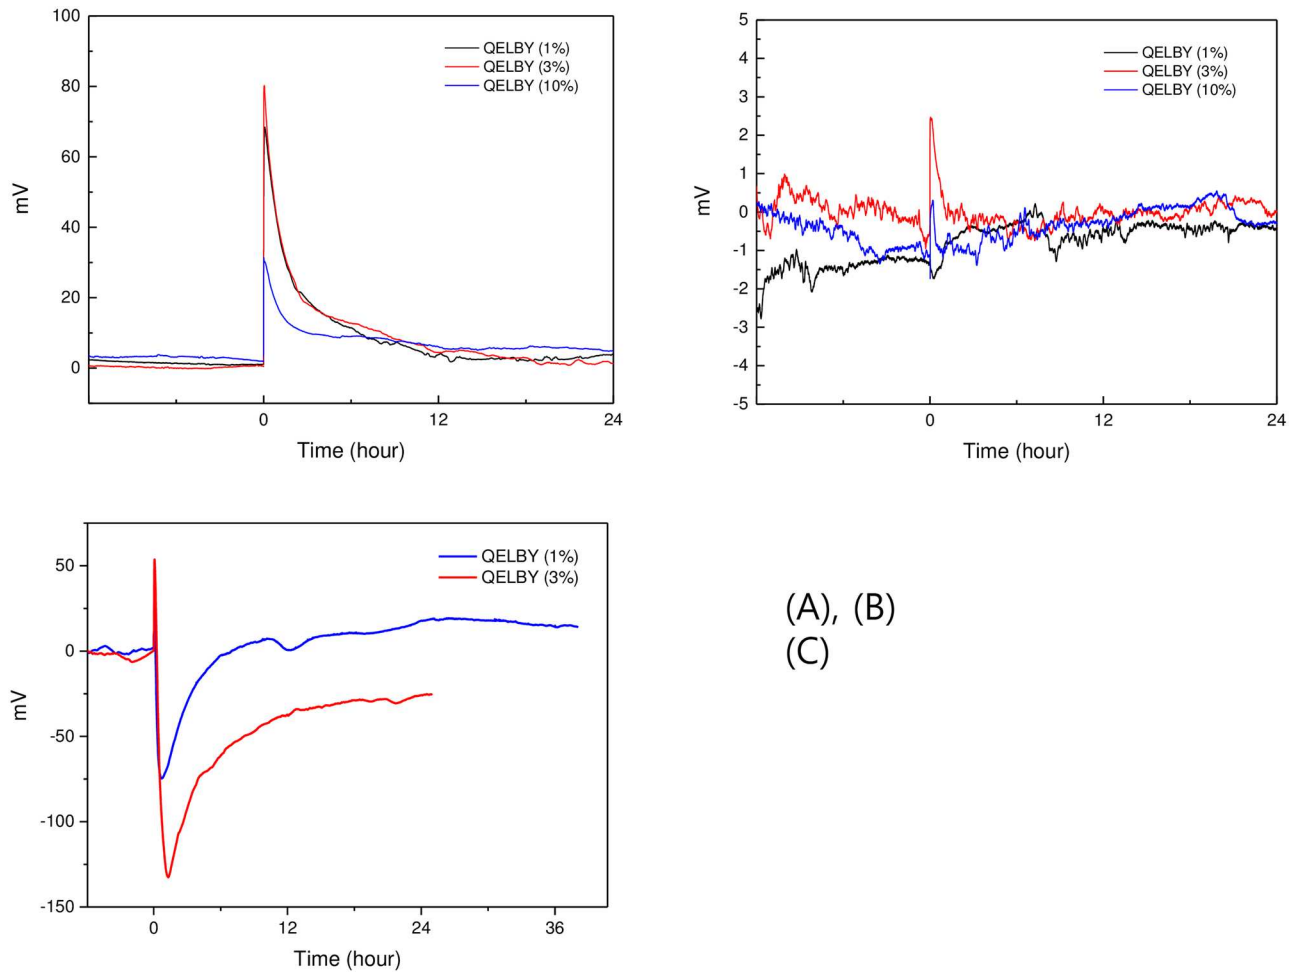 100
80
60
40
20
0
mV
QELBY (1%)
QELBY (3%)
QELBY (10%)
0
12
24
Time (hour)
5
4
3
2
1
0
-1
-2
-3
-4
-5
mV
QELBY (1%)
QELBY (3%)
QELBY (10%)
0
12
24
Time (hour)
50
0
-50
-100
-150
mV
QELBY (1%)
QELBY (3%)
0
12
24
36
Time (hour)
(A), (B)
(C)